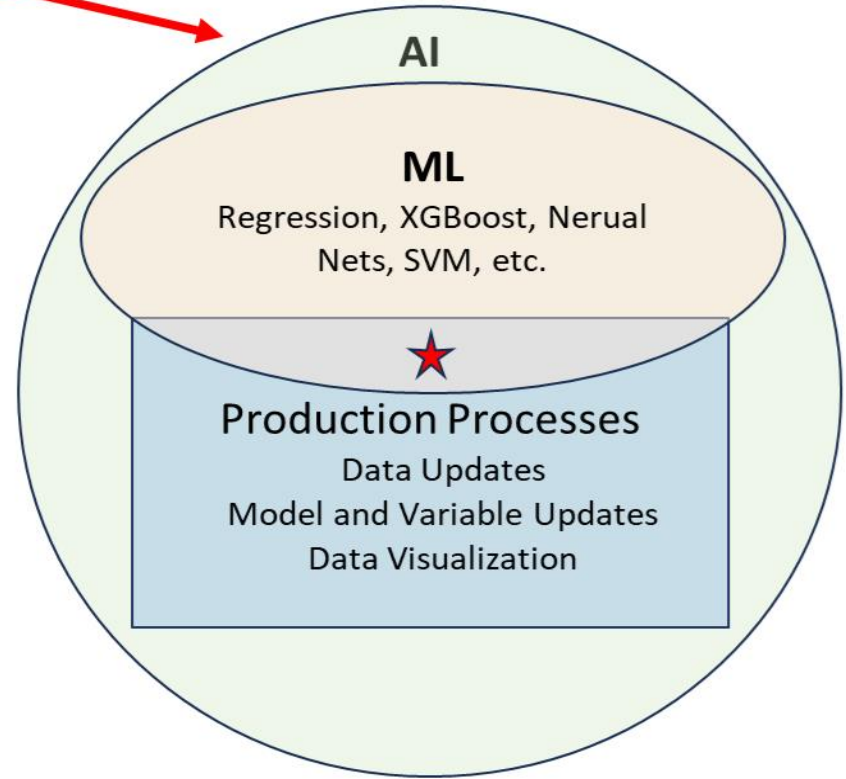 AI
ML
Regression, XGBoost, Nerual
Nets, SVM, etc.
Production Processes
Data Updates
Model and Variable Updates
Data Visualization